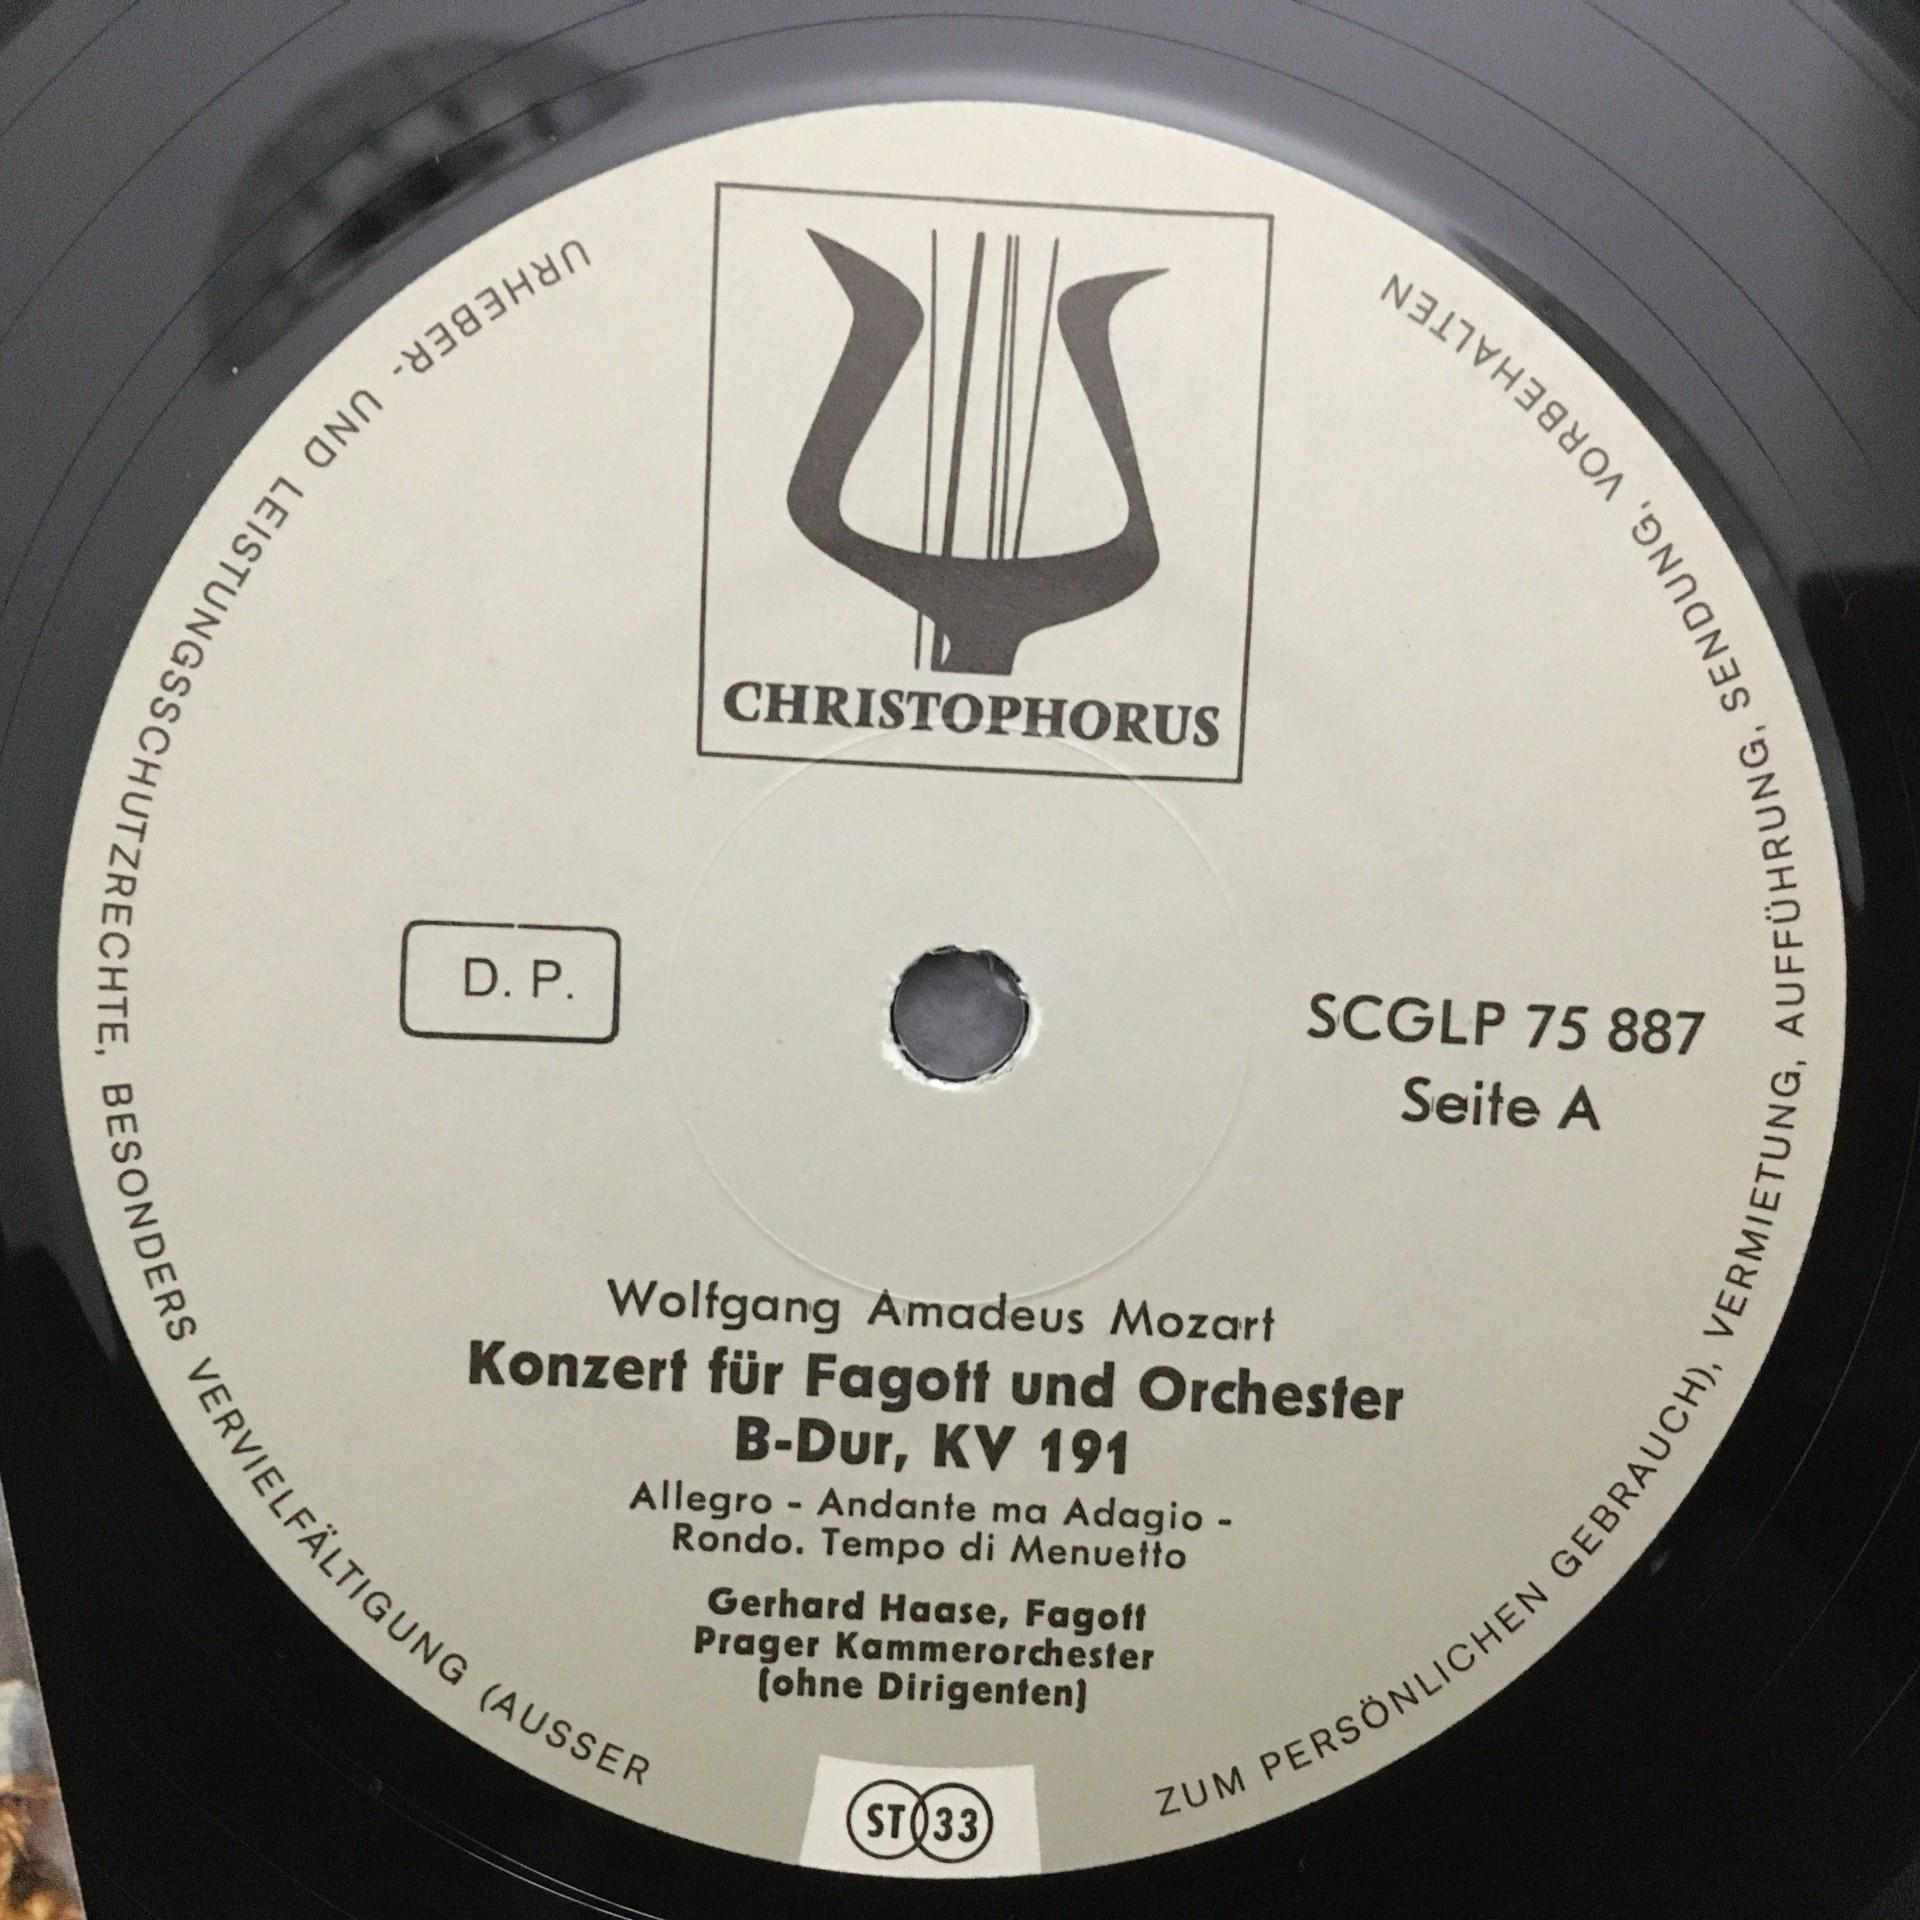 CHRISTOPHORUS
D. P.
SCGLP 75 887
Seite A
Wolfgang Amadeus Mozart
Konzert für Fagott und Orchester
B-Dur, KV 191
Allegro - Andante ma Adagio -
Rondo. Tempo di Menuetto
Gerhard Haase, Fagott
Prager Kammerorchester
(ohne Dirigenten)
ST 33
URHEBER- UND LEISTUNGSSCHUTZRECHTE, BESONDERS VERVIELFÄLTIGUNG (AUSSER
ZUM PERSÖNLICHEN GEBRAUCH), VERMIETUNG, AUFFÜHRUNG, SENDUNG, VORBEHALTEN